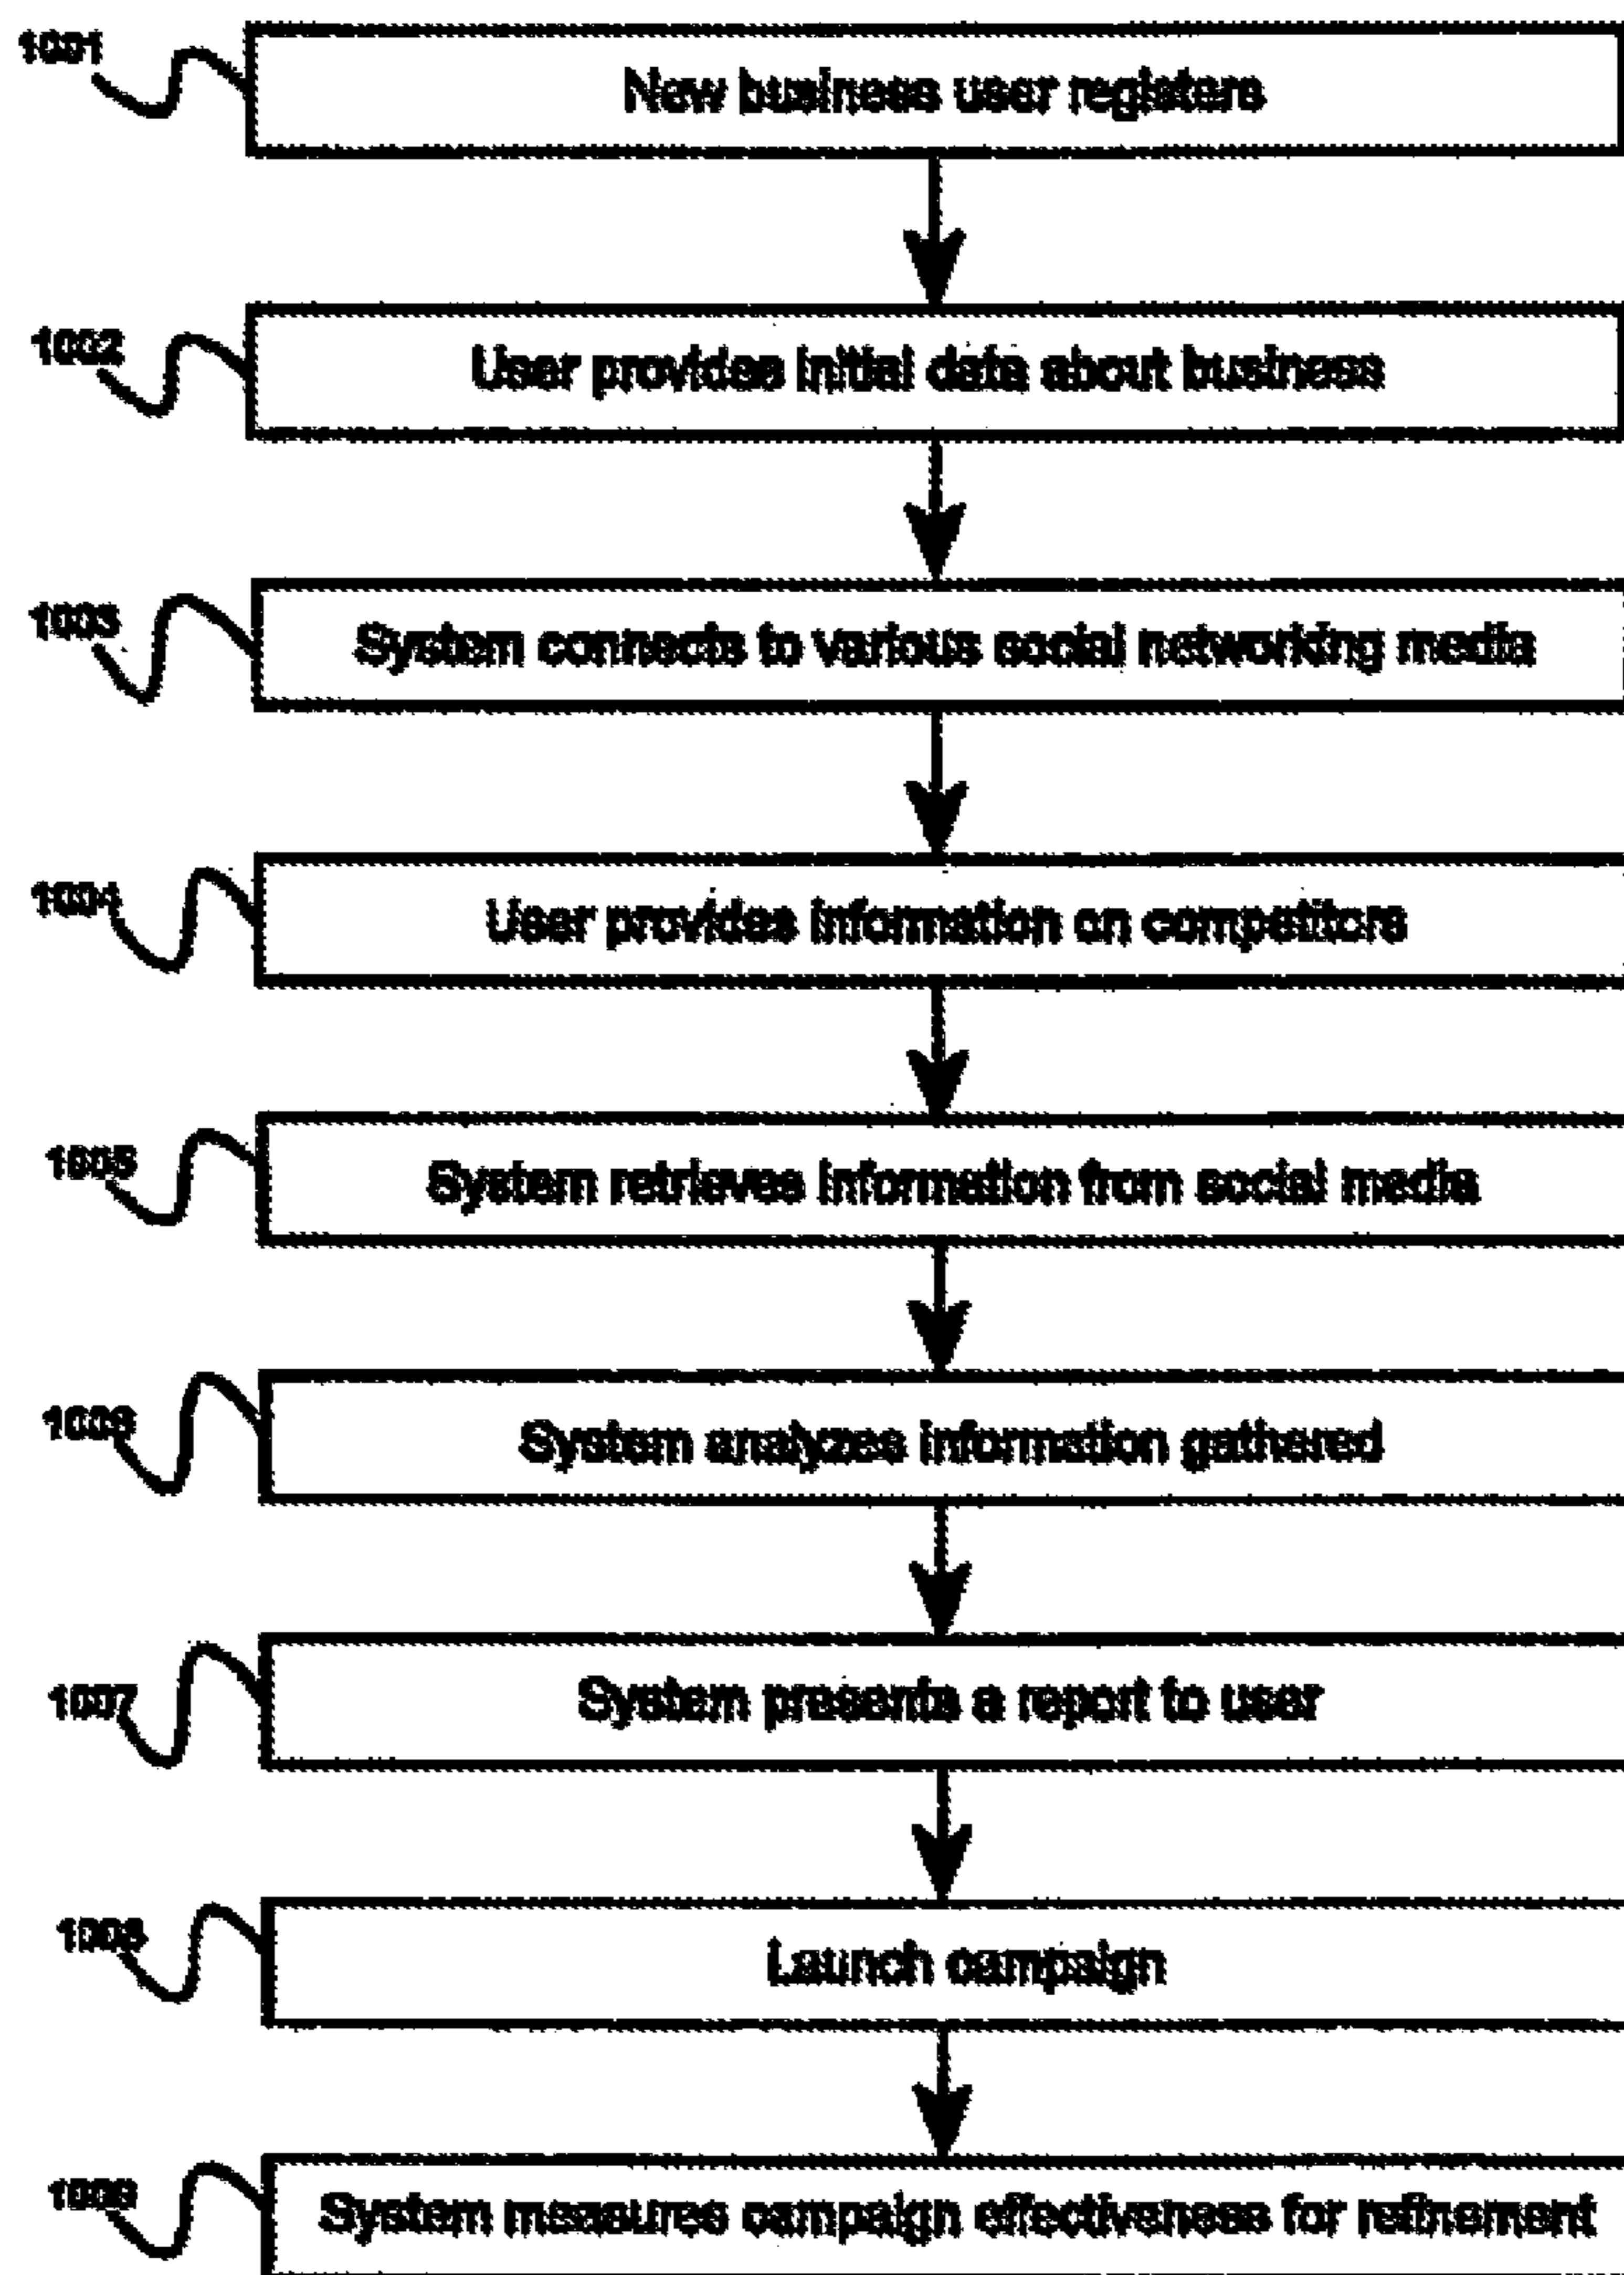 1001
New business user registers
1002
User provides initial data about business
1003
System connects to various social networking media
1004
User provides information on competitors
1005
System retrieves information from social media
1006
System analyzes information gathered
1007
System presents a report to user
1008
Launch campaign
1009
System measures campaign effectiveness for refinement